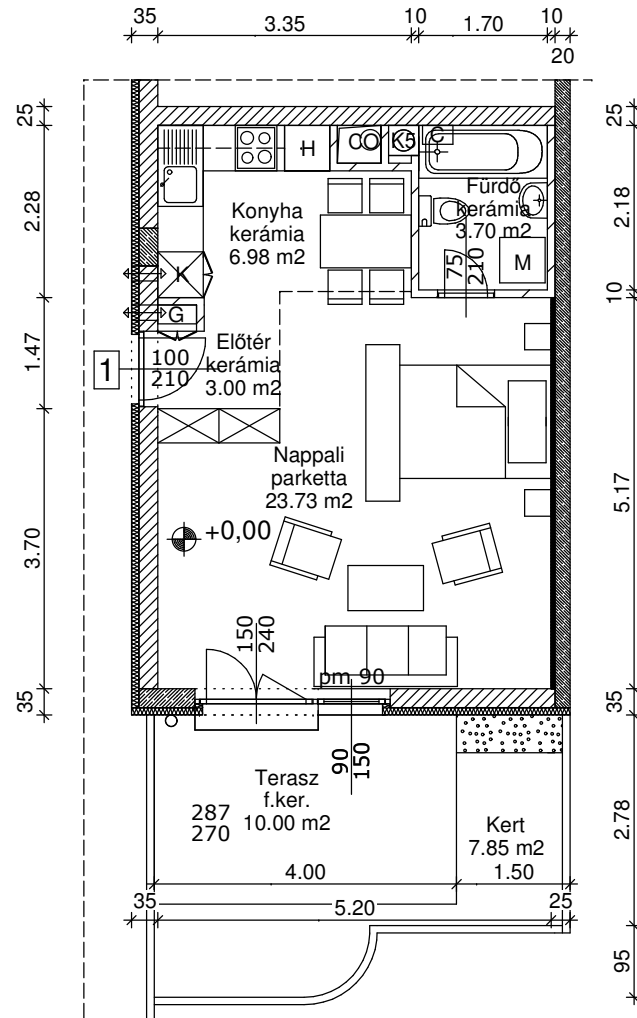 35 3.35 10 1.70 10
20
25 25
H CO K5 C
2.28 2.18
Konyha
kerámia
6.98 m2
Fürdő
kerámia
3.70 m2
75
210
M
K
10
G
1.47
1
100
210
Előtér
kerámia
3.00 m2
Nappali
parketta
23.73 m2
5.17
3.70
+0,00
150
240
pm 90
35 35
90
150
Terasz
f.ker.
10.00 m2
287
270
Kert
7.85 m2
2.78
4.00 1.50
35 5.20 25
95